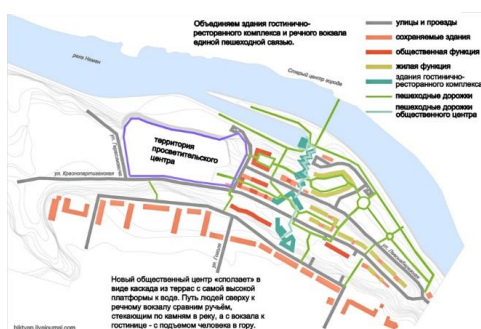 Объединяем здания гостинично-
ресторанного комплекса и речного вокзала
единой пешеходной связью.
улицы и проезды
сохраняемые здания
общественная функция
жилая функция
здания гостинично-
ресторанного комплекса
пешеходные дорожки
пешеходные дорожки
общественного центра
река Неман
Старый центр города
территория
просветительского
центра
ул. Краснопартизанская
Новый общественный центр «сползает» в
виде каскада из террас с самой высокой
платформы к воде. Путь людей сверху к
речному вокзалу сравним ручьём,
стекающим по камням в реку, а с вокзала к
гостинице - с подъемом человека в гору.